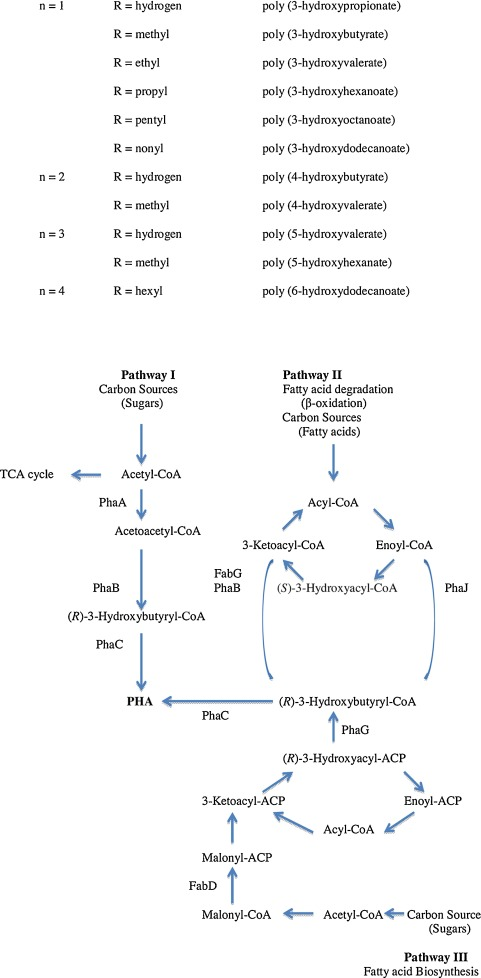 n = 1 R = hydrogen poly (3-hydroxypropionate)
R = methyl poly (3-hydroxybutyrate)
R = ethyl poly (3-hydroxyvalerate)
R = propyl poly (3-hydroxyhexanoate)
R = pentyl poly (3-hydroxyoctanoate)
R = nonyl poly (3-hydroxydodecanoate)
n = 2 R = hydrogen poly (4-hydroxybutyrate)
R = methyl poly (4-hydroxyvalerate)
n = 3 R = hydrogen poly (5-hydroxyvalerate)
R = methyl poly (5-hydroxyhexanate)
n = 4 R = hexyl poly (6-hydroxydodecanoate)
Pathway I
Carbon Sources
(Sugars)
TCA cycle
Acetyl-CoA
PhaA
Acetoacetyl-CoA
PhaB
(R)-3-Hydroxybutyryl-CoA
PhaC
PHA
Pathway II
Fatty acid degradation
(β-oxidation)
Carbon Sources
(Fatty acids)
Acyl-CoA
3-Ketoacyl-CoA
Enoyl-CoA
FabG
PhaB
(S)-3-Hydroxyacyl-CoA
PhaJ
(R)-3-Hydroxybutyryl-CoA
PhaC
PhaG
(R)-3-Hydroxyacyl-ACP
3-Ketoacyl-ACP
Enoyl-ACP
Acyl-CoA
Malonyl-ACP
FabD
Malonyl-CoA
Acetyl-CoA
Carbon Source
(Sugars)
Pathway III
Fatty acid Biosynthesis